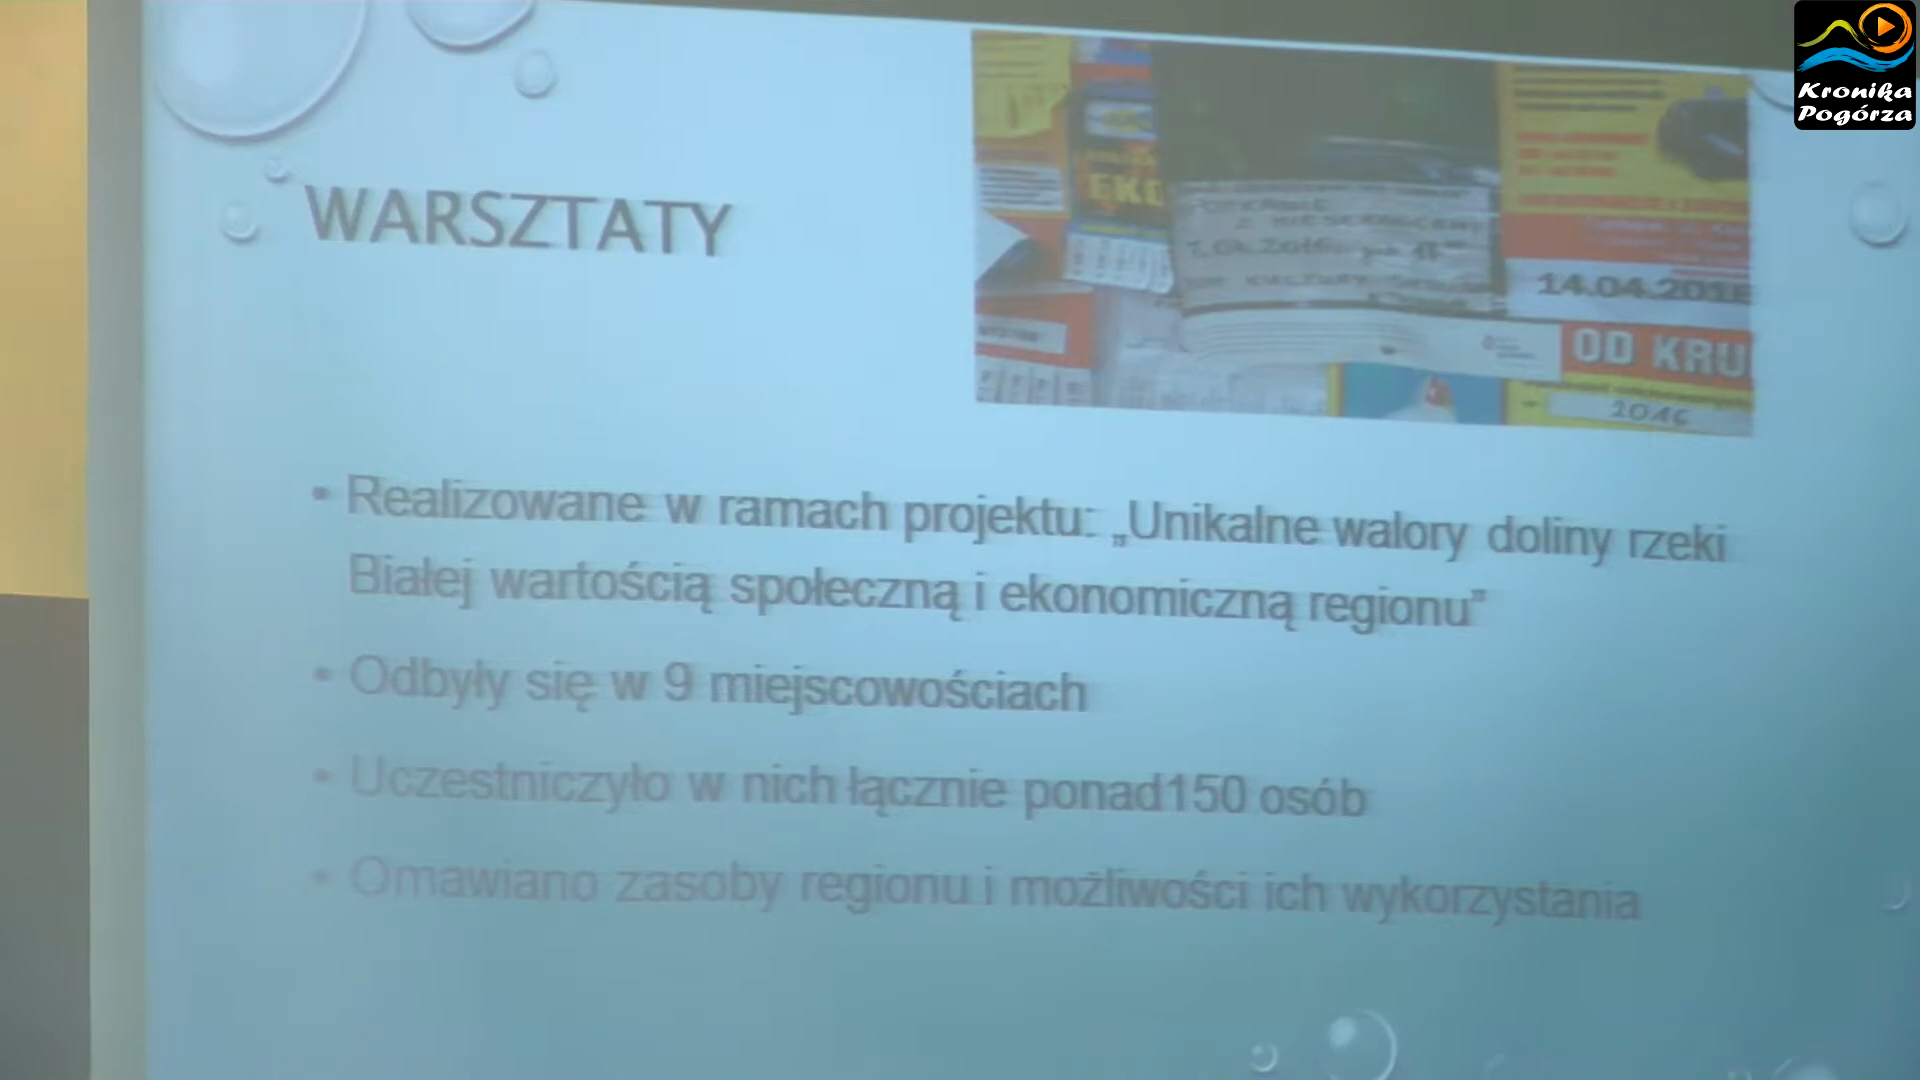 Kronika
Pogórza
WARSZTATY
EKO
14.04.2016
OD KRU
2016
• Realizowane w ramach projektu: „Unikalne walory doliny rzeki
Białej wartością społeczną i ekonomiczną regionu”
• Odbyły się w 9 miejscowościach
• Uczestniczyło w nich łącznie ponad150 osób
• Omawiano zasoby regionu i możliwości ich wykorzystania